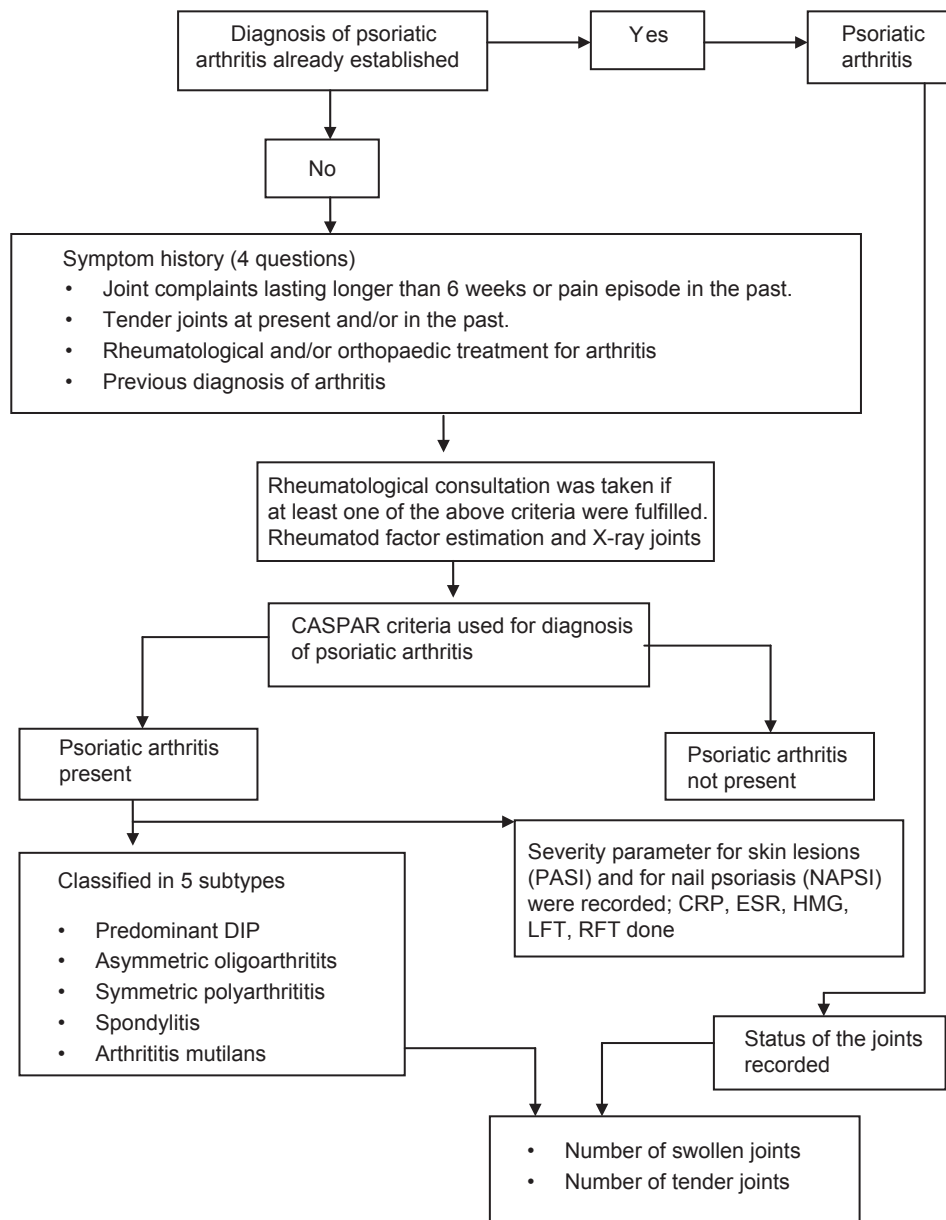 Diagnosis of psoriatic
arthritis already established
Yes
Psoriatic
arthritis
No
Symptom history (4 questions)
• Joint complaints lasting longer than 6 weeks or pain episode in the past.
• Tender joints at present and/or in the past.
• Rheumatological and/or orthopaedic treatment for arthritis
• Previous diagnosis of arthritis
Rheumatological consultation was taken if
at least one of the above criteria were fulfilled.
Rheumatod factor estimation and X-ray joints
CASPAR criteria used for diagnosis
of psoriatic arthritis
Psoriatic arthritis
present
Psoriatic arthritis
not present
Classified in 5 subtypes
• Predominant DIP
• Asymmetric oligoarthritits
• Symmetric polyarthrititis
• Spondylitis
• Arthrititis mutilans
Severity parameter for skin lesions
(PASI) and for nail psoriasis (NAPSI)
were recorded; CRP, ESR, HMG,
LFT, RFT done
Status of the joints
recorded
• Number of swollen joints
• Number of tender joints